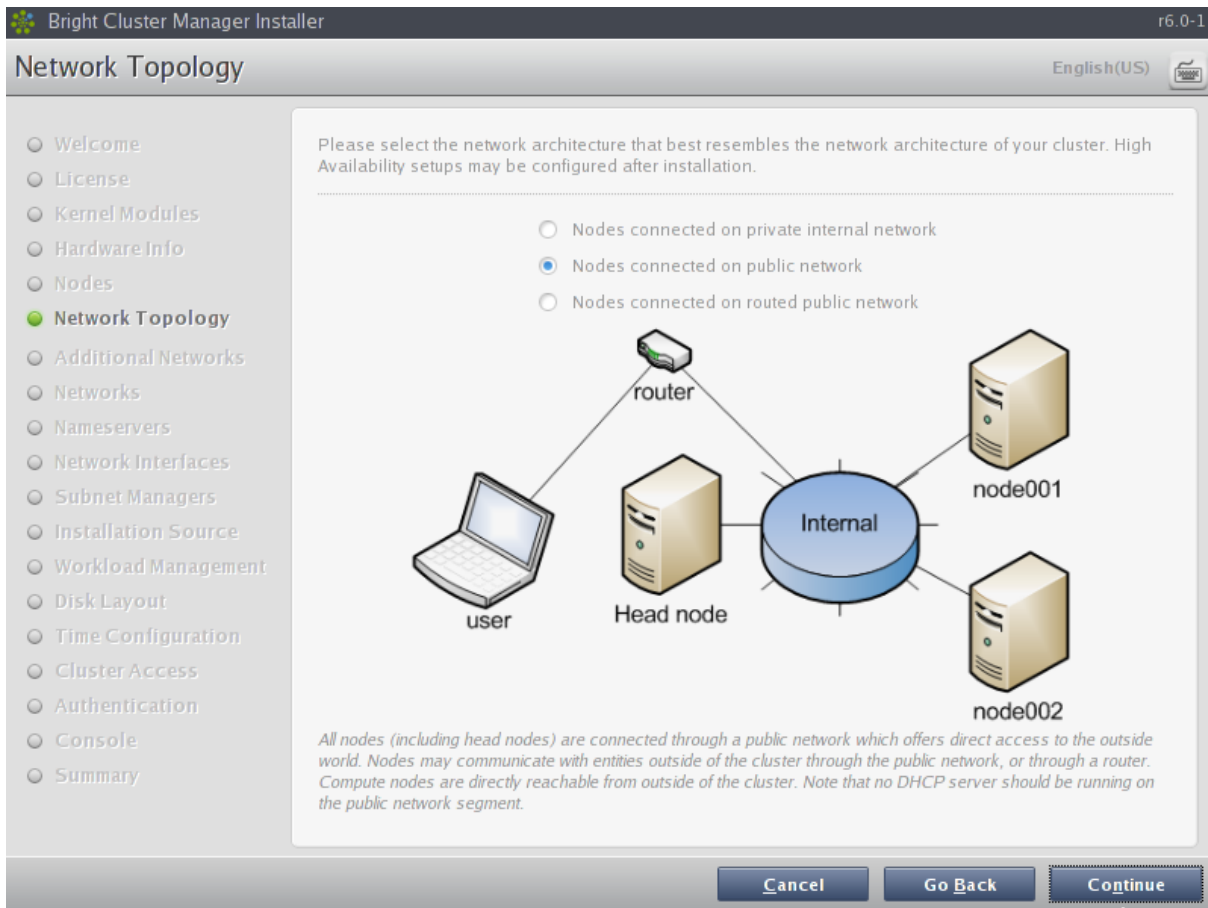 Bright Cluster Manager Installer
r6.0-1
Network Topology
English(US)
Welcome
License
Kernel Modules
Hardware Info
Nodes
Network Topology
Additional Networks
Networks
Nameservers
Network Interfaces
Subnet Managers
Installation Source
Workload Management
Disk Layout
Time Configuration
Cluster Access
Authentication
Console
Summary
Please select the network architecture that best resembles the network architecture of your cluster. High
Availability setups may be configured after installation.
Nodes connected on private internal network
Nodes connected on public network
Nodes connected on routed public network
router
node001
Internal
user
Head node
node002
All nodes (including head nodes) are connected through a public network which offers direct access to the outside
world. Nodes may communicate with entities outside of the cluster through the public network, or through a router.
Compute nodes are directly reachable from outside of the cluster. Note that no DHCP server should be running on
the public network segment.
Cancel
Go Back
Continue